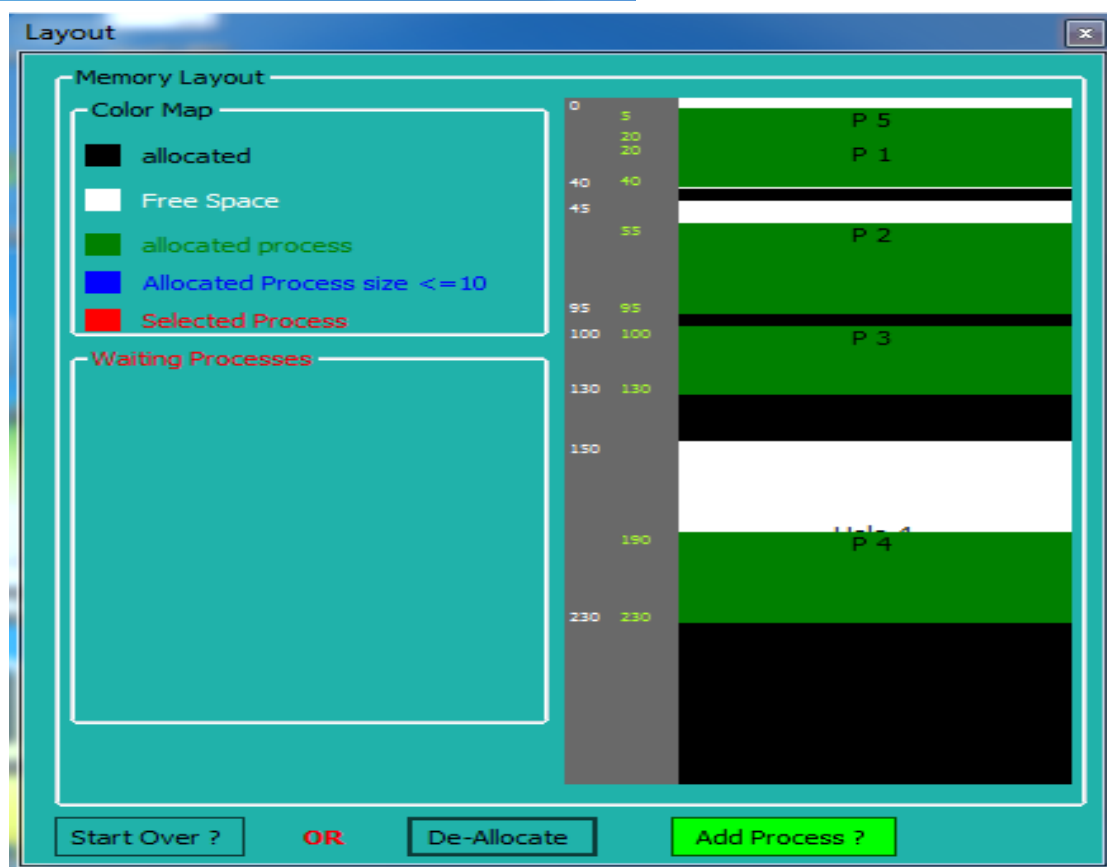 Layout
Memory Layout
Color Map
allocated
Free Space
allocated process
Allocated Process size <=10
Selected Process
Waiting Processes
0
5
20
20
40 40
45
55
95 95
100 100
130 130
150
190
230 230
P 5
P 1
P 2
P 3
P 4
Start Over ?
OR
De-Allocate
Add Process ?